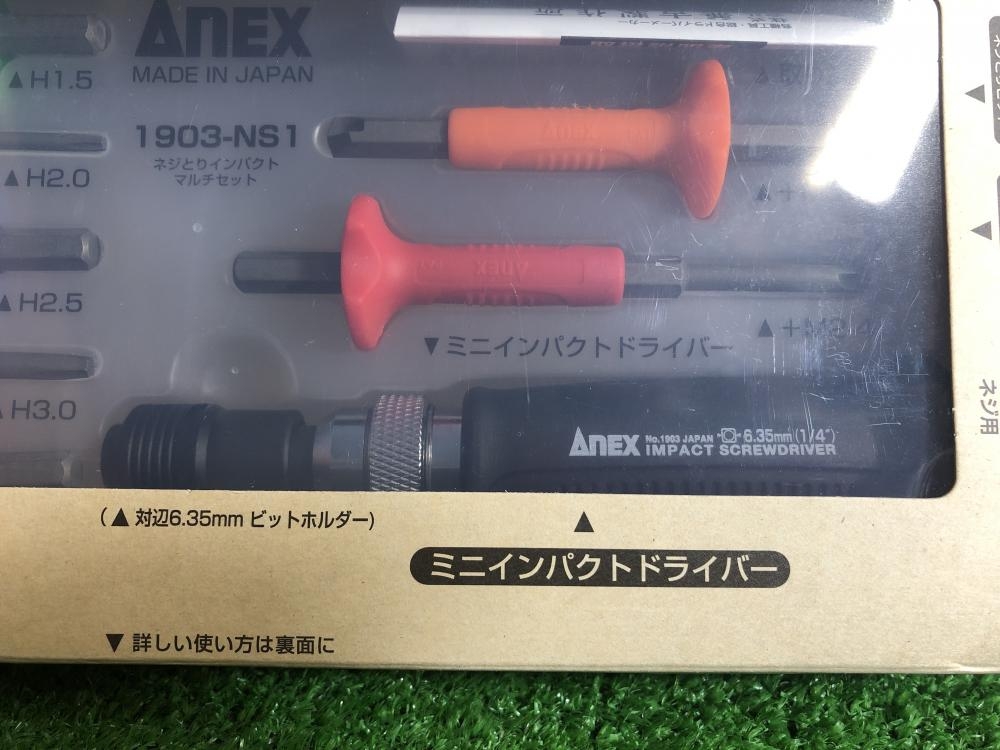 ANEX
MADE IN JAPAN
1903-NS1
ネジとりインパクト
マルチセット
▲H1.5
▲H2.0
▲H2.5
▲H3.0
ANEX
ANEX
▼ミニインパクトドライバー
ANEX No.1903 JAPAN 6.35mm(1/4")
IMPACT SCREWDRIVER
(▲対辺6.35mm ビットホルダー)
▲
ミニインパクトドライバー
▼ 詳しい使い方は裏面に
ネジ用